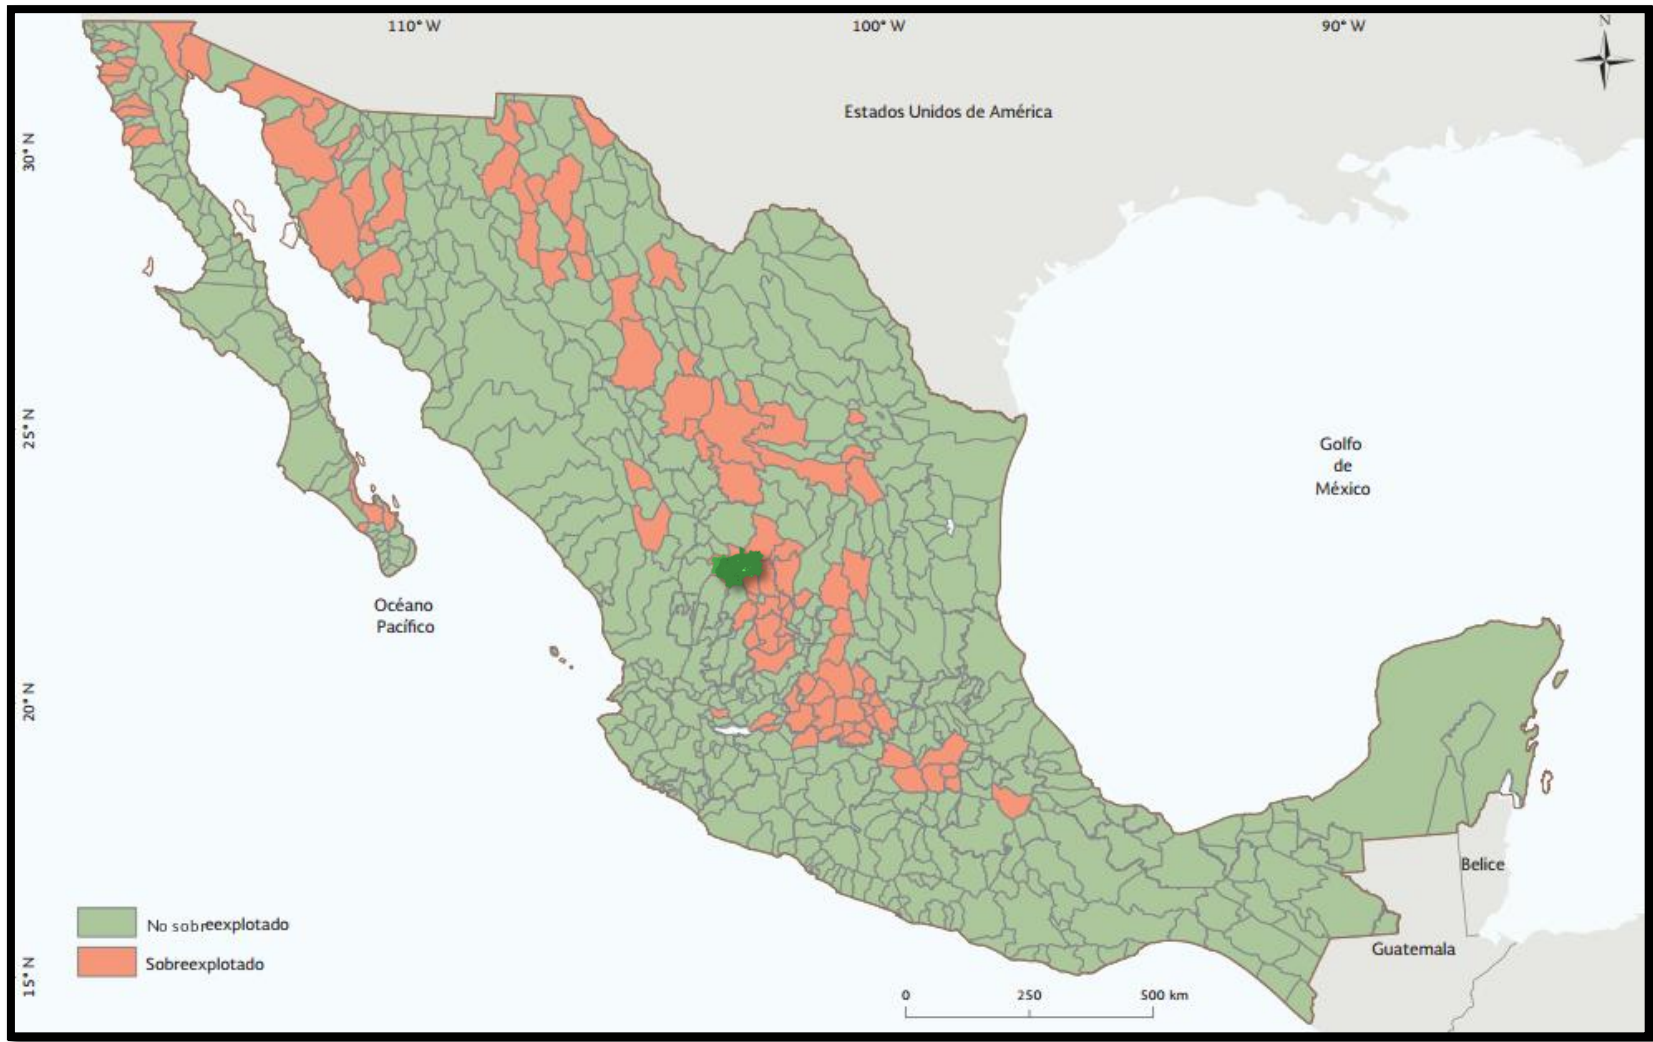 110° W
100° W
90° W
N
Estados Unidos de América
30° N
25° N
Golfo
de
México
Océano
Pacífico
20° N
Belice
No sobreexplotado
Guatemala
Sobreexplotado
15° N
0
250
500 km